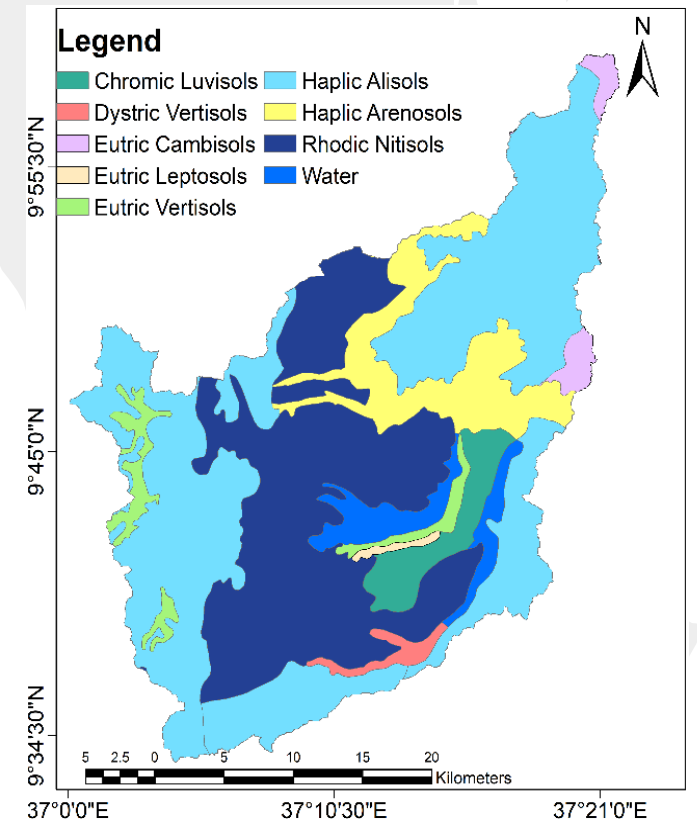 Legend
N
Chromic Luvisols
Haplic Alisols
Dystric Vertisols
Haplic Arenosols
Eutric Cambisols
Rhodic Nitisols
Eutric Leptosols
Water
Eutric Vertisols
9°55'30"N
9°45'0"N
9°34'30"N
5 2.5 0 5 10 15 20
Kilometers
37°0'0"E 37°10'30"E 37°21'0"E